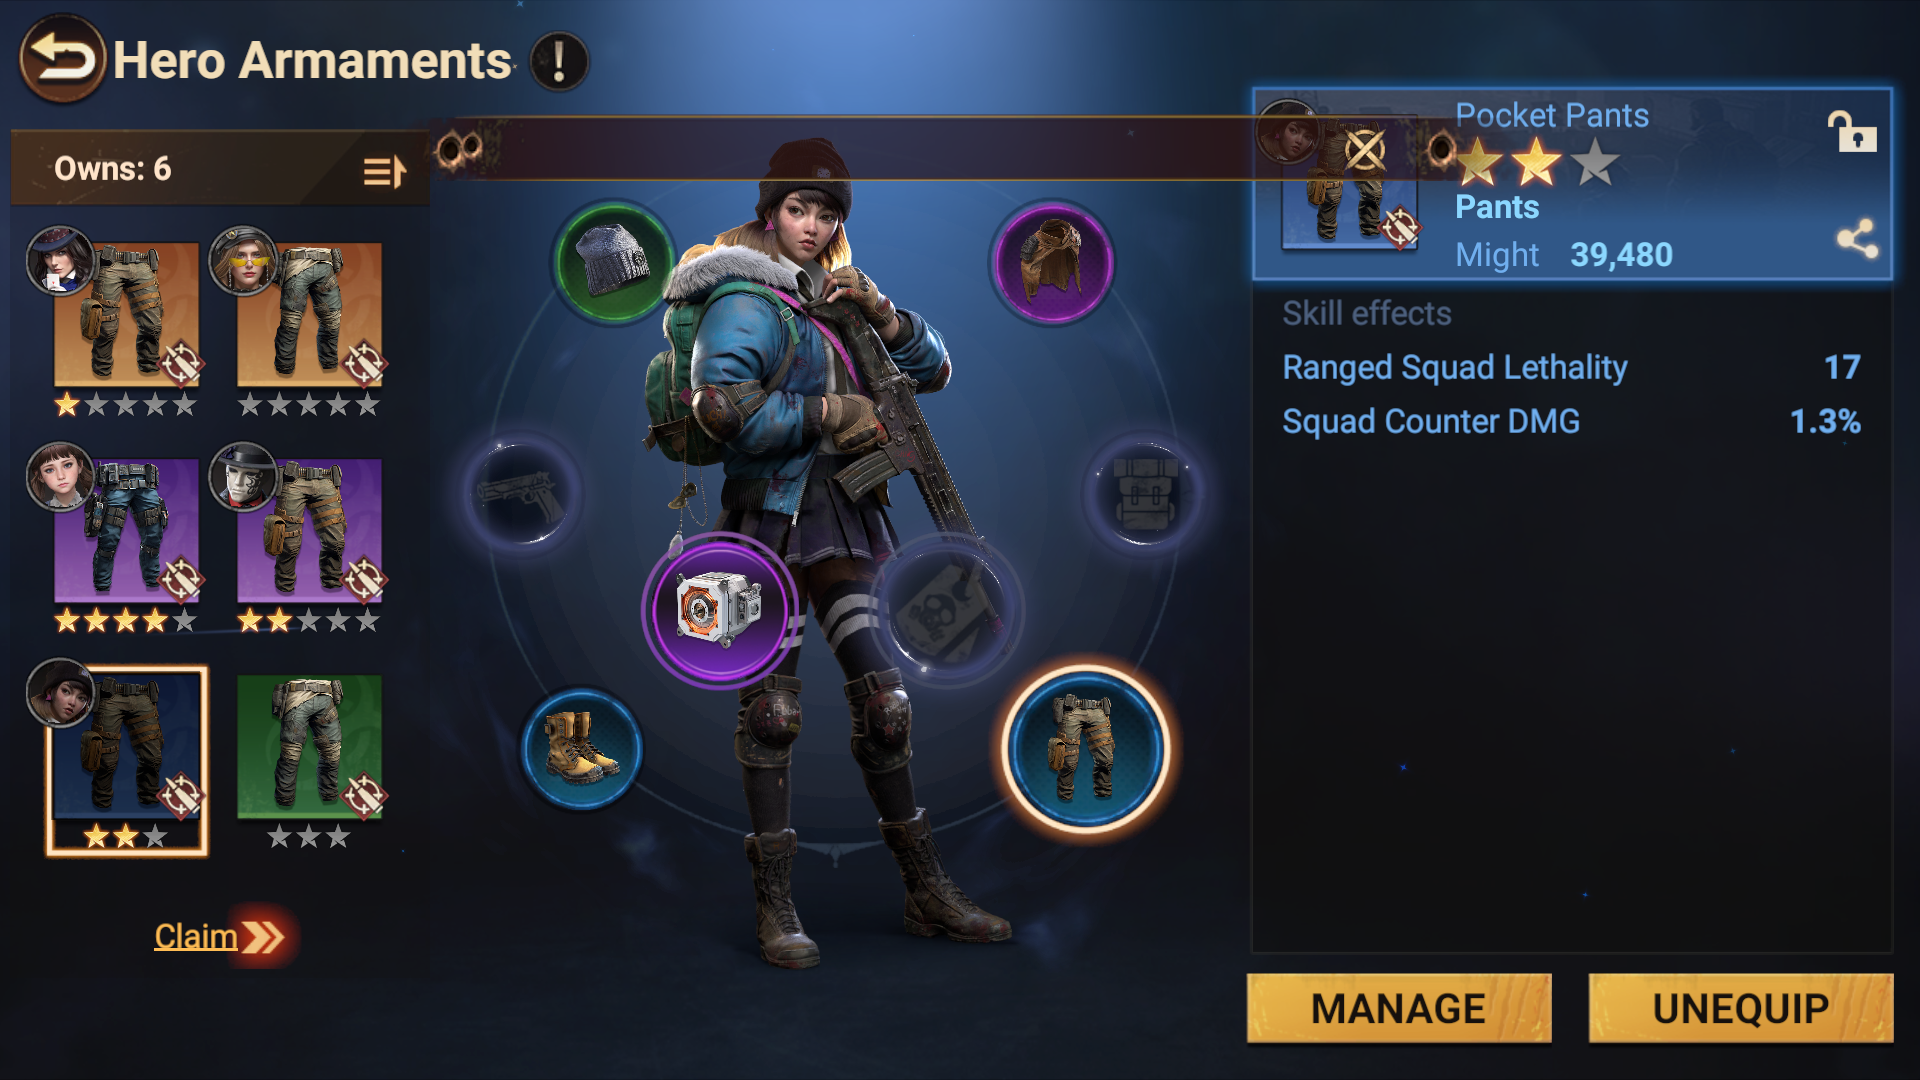 Hero Armaments
!
Owns: 6
Claim
Pocket Pants
Pants
Might 39,480
Skill effects
Ranged Squad Lethality 17
Squad Counter DMG 1.3%
MANAGE
UNEQUIP